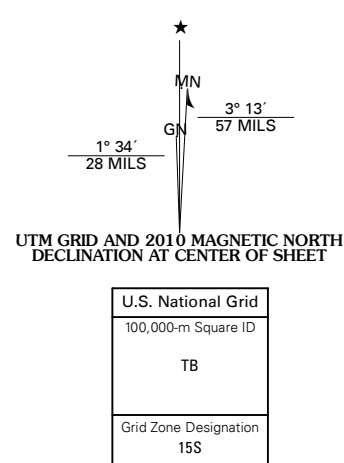 ★
MN
3° 13´
57 MILS
GN
1° 34´
28 MILS
UTM GRID AND 2010 MAGNETIC NORTH
DECLINATION AT CENTER OF SHEET
U.S. National Grid
100,000-m Square ID
TB
Grid Zone Designation
15S